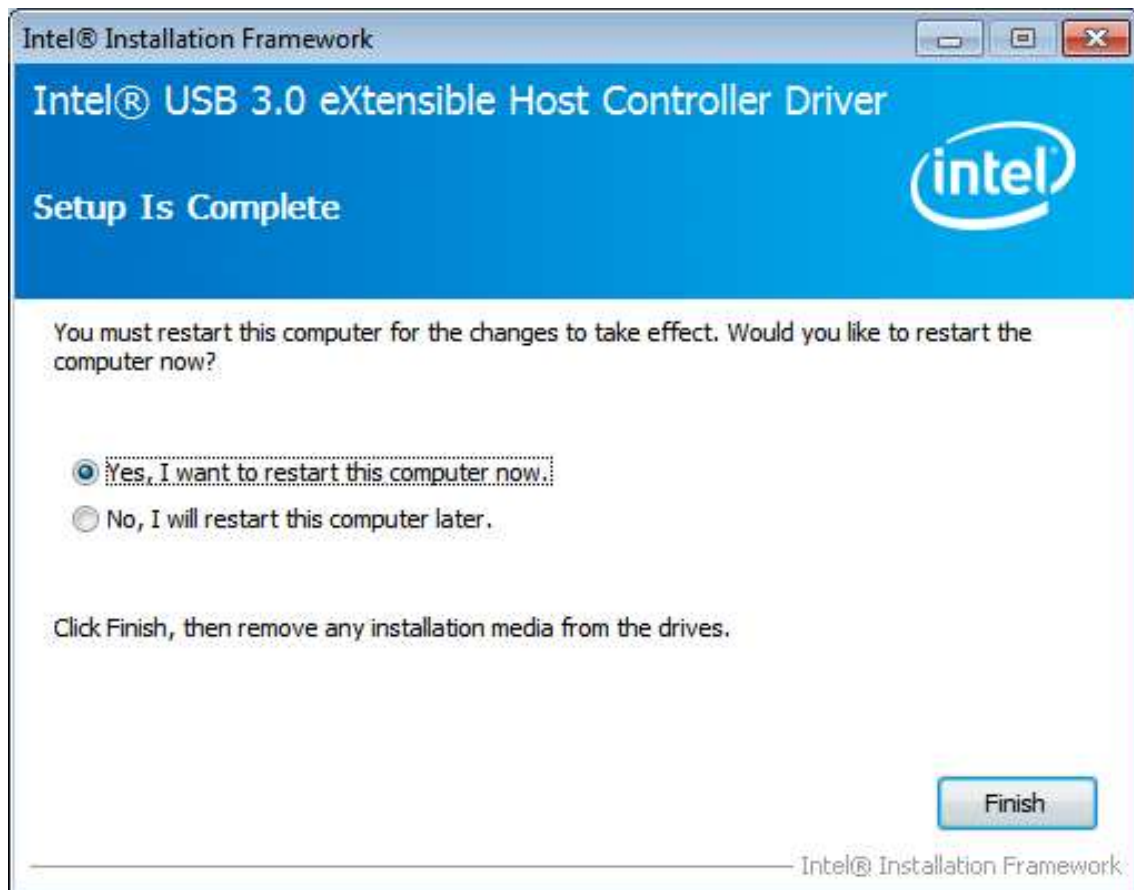 Intel® Installation Framework
Intel® USB 3.0 eXtensible Host Controller Driver
intel
Setup Is Complete
You must restart this computer for the changes to take effect. Would you like to restart the
computer now?
Yes, I want to restart this computer now.
No, I will restart this computer later.
Click Finish, then remove any installation media from the drives.
Finish
Intel® Installation Framework